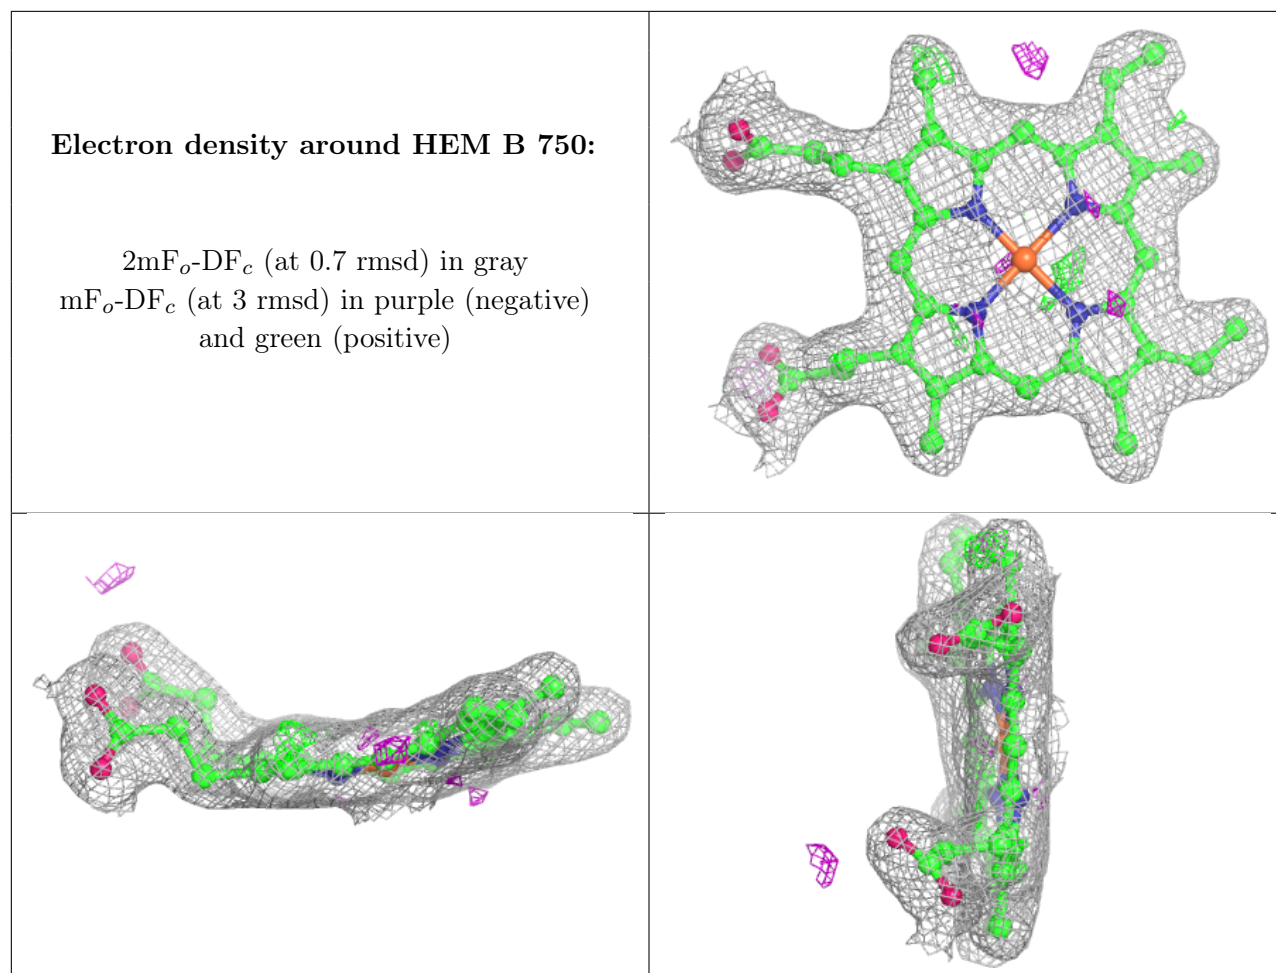 Electron density around HEM B 750:
2mFo-DFc (at 0.7 rmsd) in gray
mFo-DFc (at 3 rmsd) in purple (negative)
and green (positive)